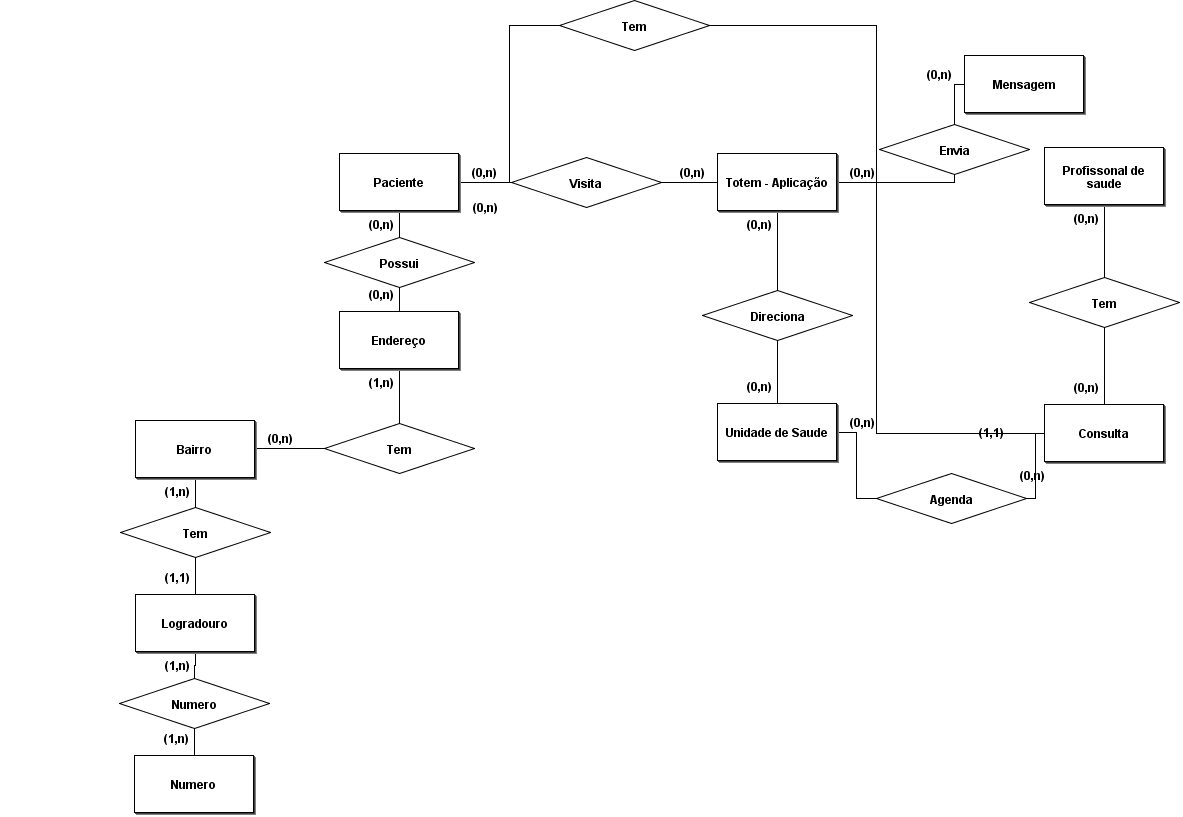 Tem
(0,n)
Mensagem
Envia
Paciente
(0,n)
Visita
(0,n)
Totem - Aplicação
(0,n)
Profissonal de
saude
(0,n)
(0,n)
(0,n)
(0,n)
Possui
(0,n)
Direciona
Tem
Endereço
(1,n)
(0,n)
(0,n)
Unidade de Saude
(0,n)
(1,1)
Consulta
(0,n)
Bairro
(0,n)
Tem
(1,n)
Agenda
Tem
(1,1)
Logradouro
(1,n)
Numero
(1,n)
Numero